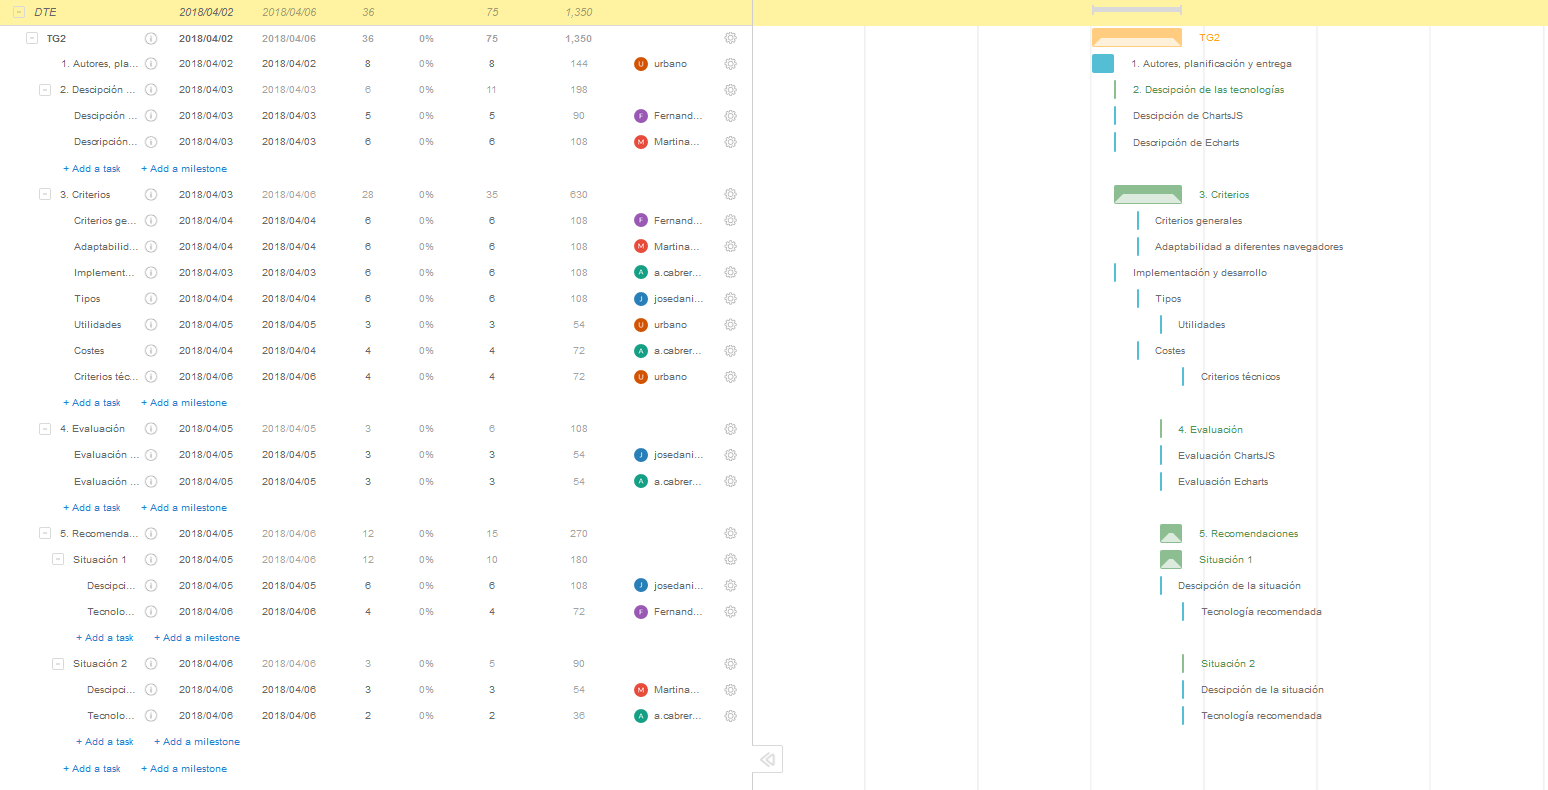 DTE 2018/04/02 2018/04/06 36 75 1,350
TG2 2018/04/02 2018/04/06 36 0% 75 1,350 TG2
1. Autores, pla... 2018/04/02 2018/04/02 8 0% 8 144 U urbano 1. Autores, planificación y entrega
2. Descipción ... 2018/04/03 2018/04/03 6 0% 11 198 2. Descipción de las tecnologías
Descipción ... 2018/04/03 2018/04/03 5 0% 5 90 F Fernand... Descipción de ChartsJS
Descripción... 2018/04/03 2018/04/03 6 0% 6 108 M Martina... Descripción de Echarts
+ Add a task + Add a milestone
3. Criterios 2018/04/03 2018/04/06 28 0% 35 630 3. Criterios
Criterios ge... 2018/04/04 2018/04/04 6 0% 6 108 F Fernand... Criterios generales
Adaptabilid... 2018/04/04 2018/04/04 6 0% 6 108 M Martina... Adaptabilidad a diferentes navegadores
Implement... 2018/04/03 2018/04/03 6 0% 6 108 A a.cabrer... Implementación y desarrollo
Tipos 2018/04/04 2018/04/04 6 0% 6 108 J josedani... Tipos
Utilidades 2018/04/05 2018/04/05 3 0% 3 54 U urbano Utilidades
Costes 2018/04/04 2018/04/04 4 0% 4 72 A a.cabrer... Costes
Criterios téc... 2018/04/06 2018/04/06 4 0% 4 72 U urbano Criterios técnicos
+ Add a task + Add a milestone
4. Evaluación 2018/04/05 2018/04/05 3 0% 6 108 4. Evaluación
Evaluación ... 2018/04/05 2018/04/05 3 0% 3 54 J josedani... Evaluación ChartsJS
Evaluación ... 2018/04/05 2018/04/05 3 0% 3 54 A a.cabrer... Evaluación Echarts
+ Add a task + Add a milestone
5. Recomenda... 2018/04/05 2018/04/06 12 0% 15 270 5. Recomendaciones
Situación 1 2018/04/05 2018/04/06 12 0% 10 180 Situación 1
Descipci... 2018/04/05 2018/04/05 6 0% 6 108 J josedani... Descipción de la situación
Tecnolo... 2018/04/06 2018/04/06 4 0% 4 72 F Fernand... Tecnología recomendada
+ Add a task + Add a milestone
Situación 2 2018/04/06 2018/04/06 3 0% 5 90 Situación 2
Descipci... 2018/04/06 2018/04/06 3 0% 3 54 M Martina... Descipción de la situación
Tecnolo... 2018/04/06 2018/04/06 2 0% 2 36 A a.cabrer... Tecnología recomendada
+ Add a task + Add a milestone
+ Add a task + Add a milestone